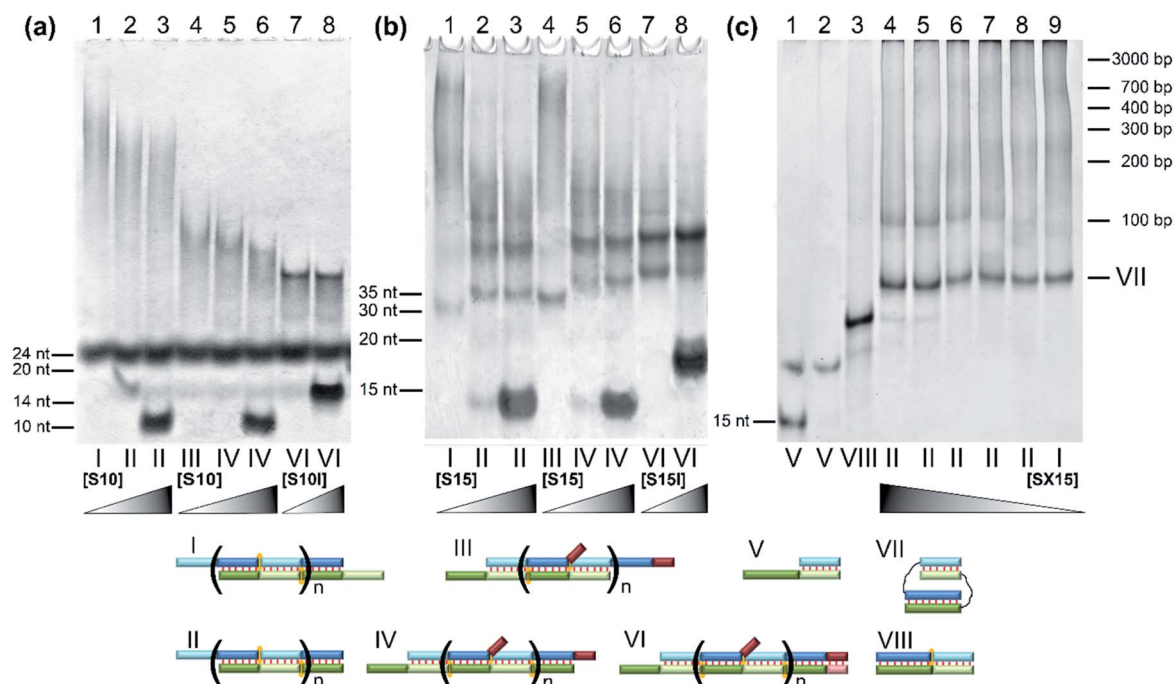 (a) 1 2 3 4 5 6 7 8
24 nt
20 nt
14 nt
10 nt
I II II III IV IV VI VI
[S10] [S10] [S10I]
(b) 1 2 3 4 5 6 7 8
35 nt
30 nt
20 nt
15 nt
I II II III IV IV VI VI
[S15] [S15] [S15I]
(c) 1 2 3 4 5 6 7 8 9
3000 bp
700 bp
400 bp
300 bp
200 bp
100 bp
VII
15 nt
V V VIII II II II II II I
[SX15]
I n
III n
V
VII
II n
IV n
VI n
VIII